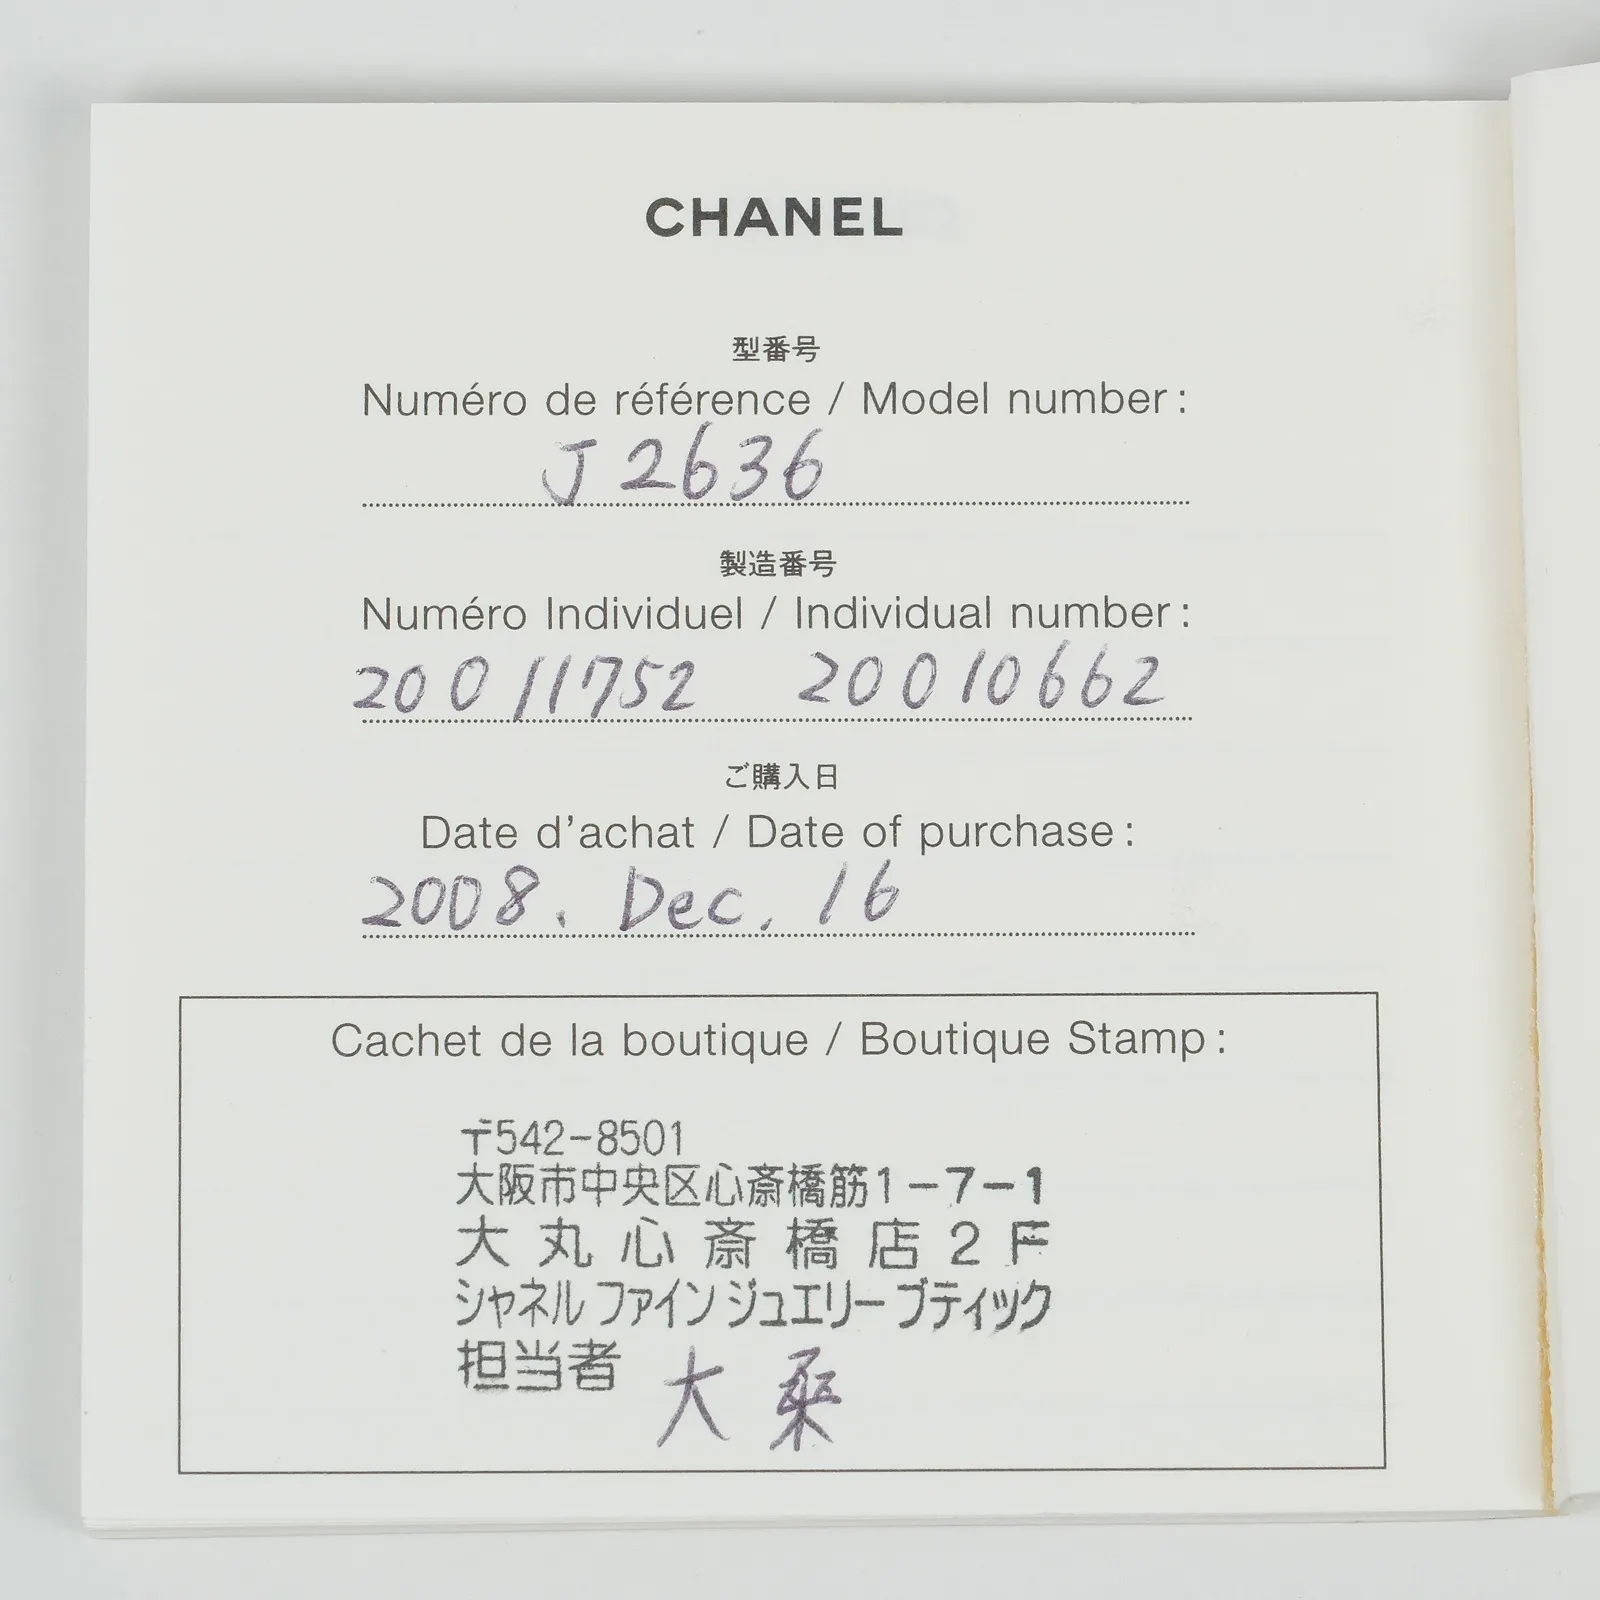 CHANEL
型番号
Numéro de référence / Model number :
J2636
製造番号
Numéro Individuel / Individual number :
20011752 20010662
ご購入日
Date d'achat / Date of purchase :
2008. Dec. 16
Cachet de la boutique / Boutique Stamp :
〒542-8501
大阪市中央区心斎橋筋1-7-1
大丸心斎橋店2F
シャネル ファインジュエリー ブティック
担当者 大